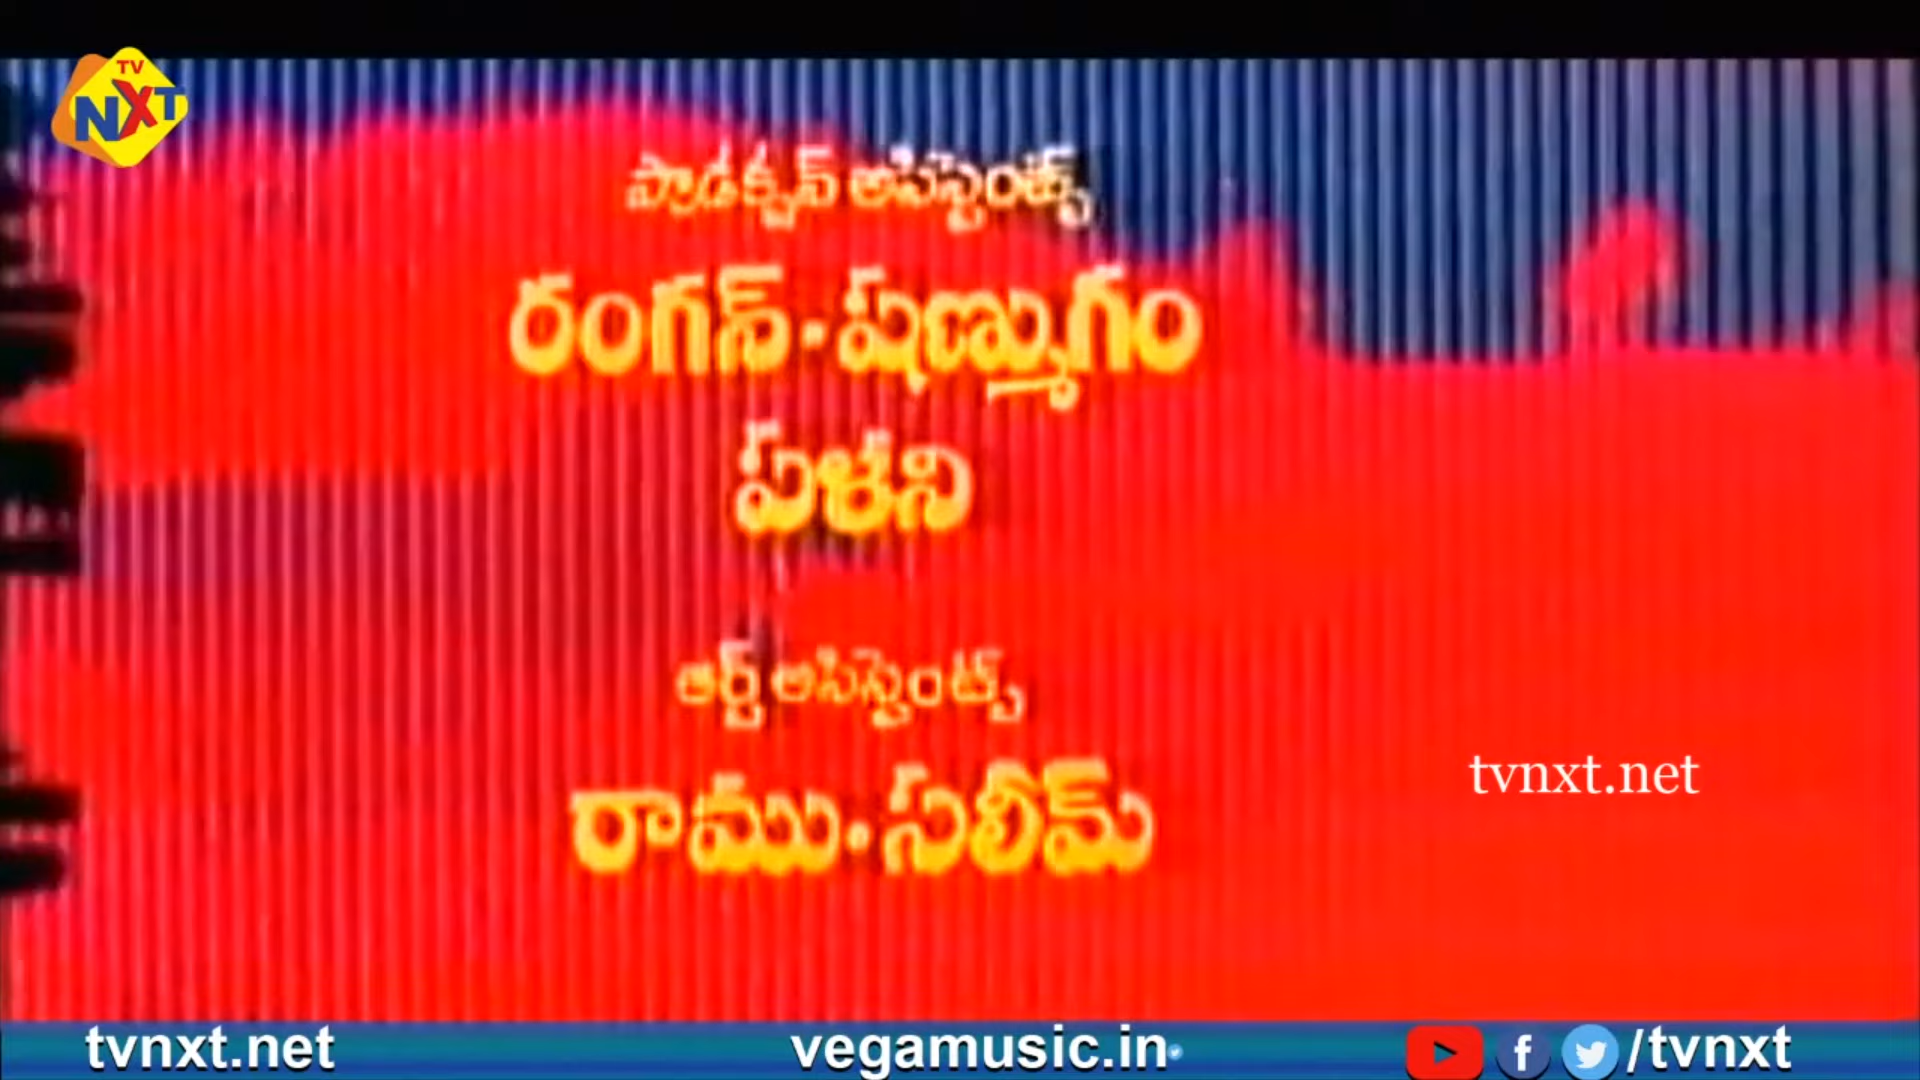 TV
NXT
ప్రొడక్షన్ అసిస్టెంట్స్
రంగన్·షణ్ముగం
పళని
ఆర్ట్ అసిస్టెంట్స్
రాము·సలీమ్
tvnxt.net
tvnxt.net
vegamusic.in
/tvnxt